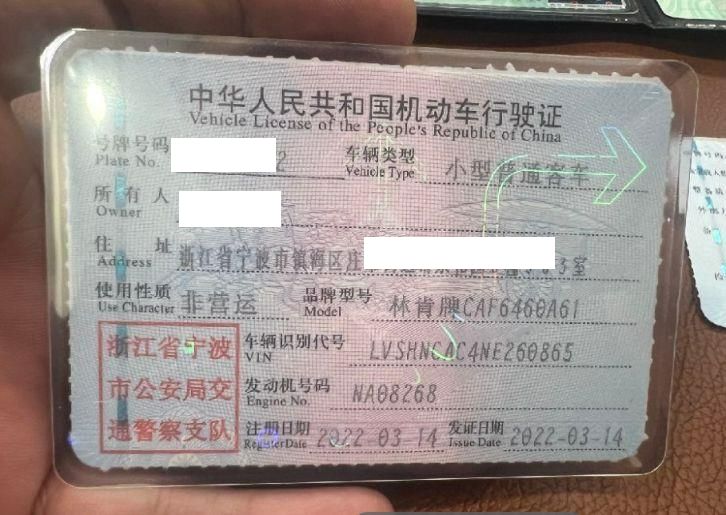 中华人民共和国机动车行驶证
Vehicle License of the People's Republic of China
号牌号码 2 车辆类型 小型普通客车
Plate No. Vehicle Type
所有人
Owner
住址 浙江省宁波市镇海区庄 3室
Address
使用性质 非营运 品牌型号 林肯牌CAF6460A61
Use Character Model
浙江省宁波 车辆识别代号 LVSHNCAC4NE260865
VIN
市公安局交 发动机号码 NA08268
Engine No.
通警察支队 注册日期 2022-03-14 发证日期 2022-03-14
Register Date Issue Date